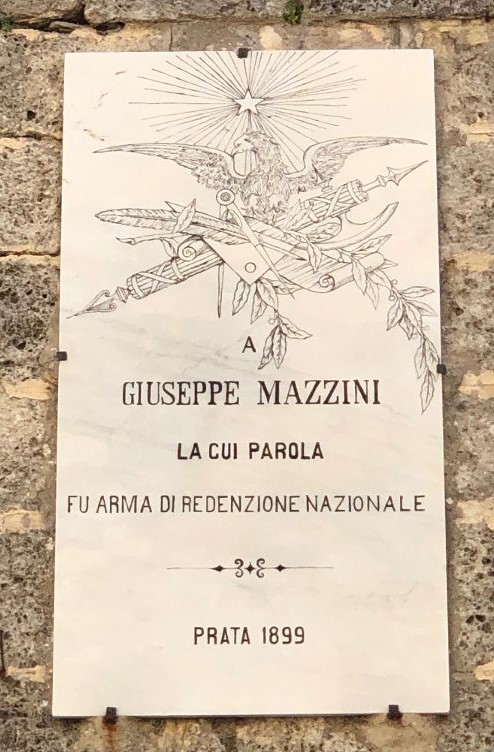 A
GIUSEPPE MAZZINI
LA CUI PAROLA
FU ARMA DI REDENZIONE NAZIONALE
PRATA 1899